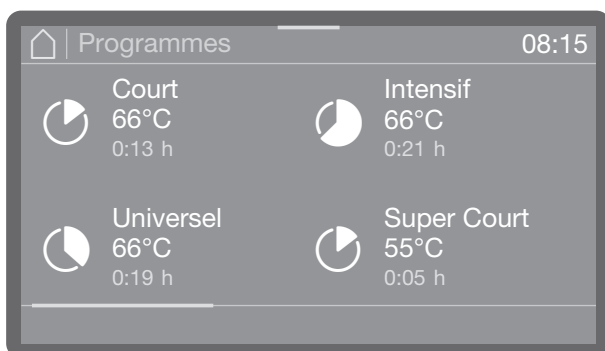 Programmes 08:15
Court
66°C
0:13 h
Intensif
66°C
0:21 h
Universel
66°C
0:19 h
Super Court
55°C
0:05 h